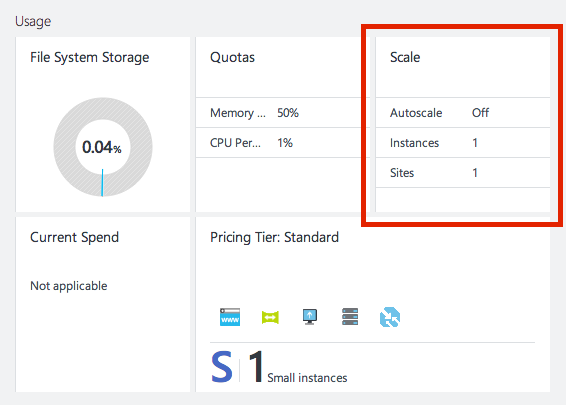 Usage
File System Storage
0.04%
Quotas
Memory ... 50%
CPU Per... 1%
Scale
Autoscale Off
Instances 1
Sites 1
Current Spend
Not applicable
Pricing Tier: Standard
www
S 1 Small instances